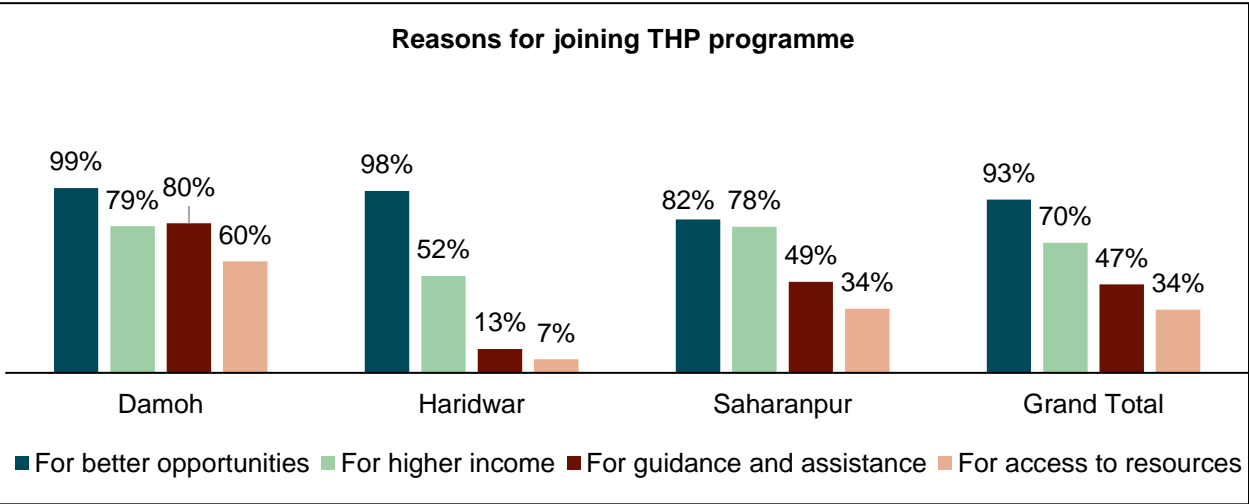 Reasons for joining THP programme
99%
79%
80%
60%
98%
52%
13%
7%
82%
78%
49%
34%
93%
70%
47%
34%
Damoh
Haridwar
Saharanpur
Grand Total
For better opportunities For higher income For guidance and assistance For access to resources